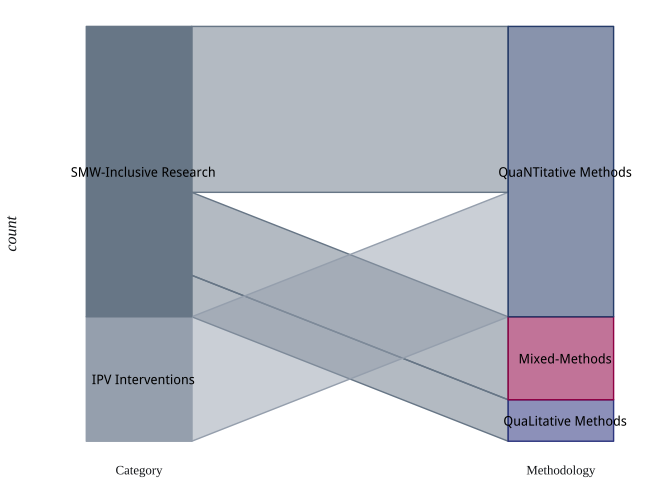 SMW-Inclusive Research
QuaNTitative Methods
count
Mixed-Methods
IPV Interventions
QuaLitative Methods
Category
Methodology